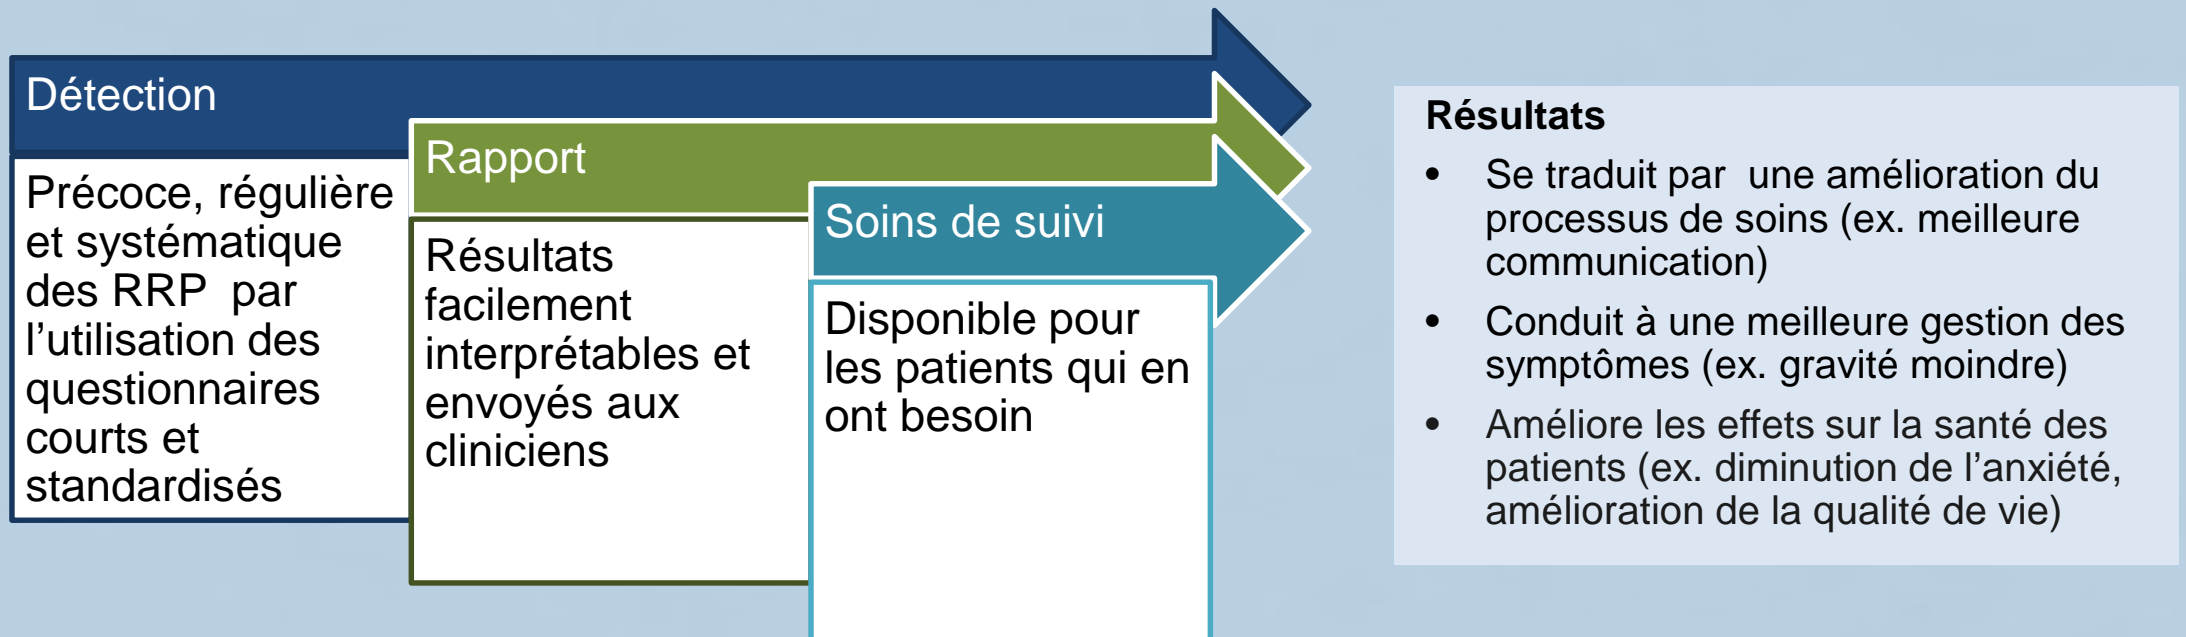 Détection
Précoce, régulière
et systématique
des RRP par
l’utilisation des
questionnaires
courts et
standardisés
Rapport
Résultats
facilement
interprétables et
envoyés aux
cliniciens
Soins de suivi
Disponible pour
les patients qui en
ont besoin
Résultats
• Se traduit par une amélioration du
processus de soins (ex. meilleure
communication)
• Conduit à une meilleure gestion des
symptômes (ex. gravité moindre)
• Améliore les effets sur la santé des
patients (ex. diminution de l’anxiété,
amélioration de la qualité de vie)